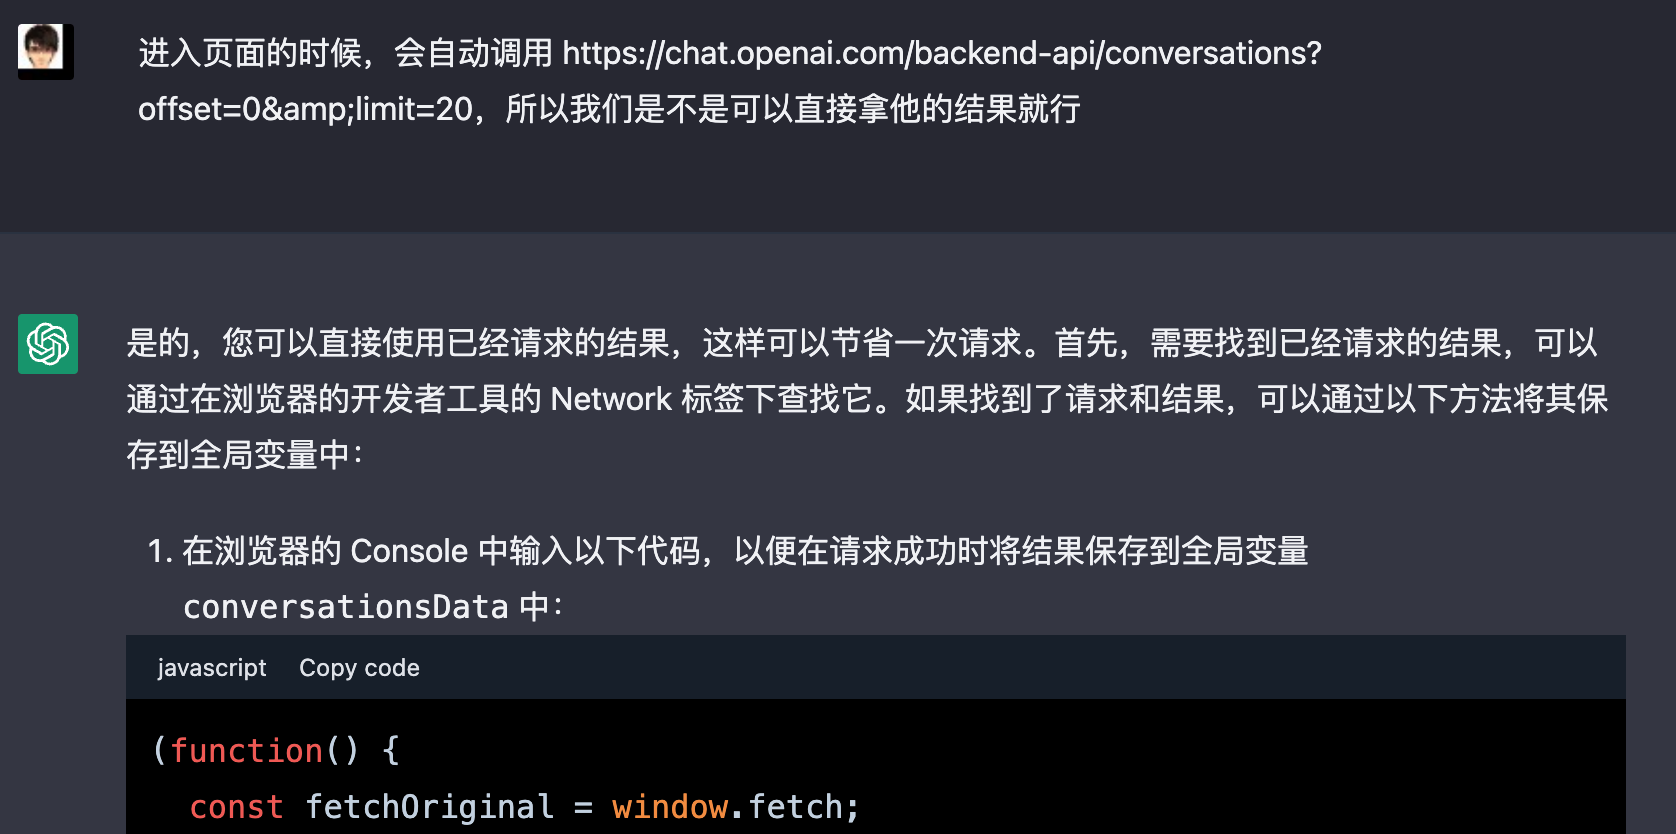 进入页面的时候，会自动调用 https://chat.openai.com/backend-api/conversations?
offset=0&amp;limit=20，所以我们是不是可以直接拿他的结果就行
是的，您可以直接使用已经请求的结果，这样可以节省一次请求。首先，需要找到已经请求的结果，可以
通过在浏览器的开发者工具的 Network 标签下查找它。如果找到了请求和结果，可以通过以下方法将其保
存到全局变量中：
1. 在浏览器的 Console 中输入以下代码，以便在请求成功时将结果保存到全局变量
conversationsData 中：
javascript Copy code
(function() {
const fetchOriginal = window.fetch;